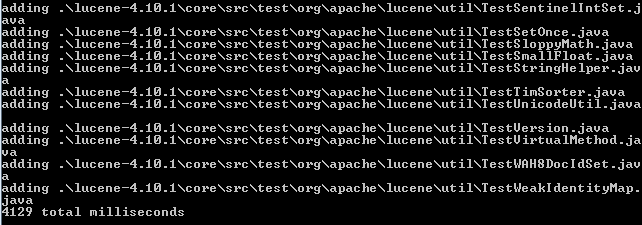 adding .\lucene-4.10.1\core\src\test\org\apache\lucene\util\TestSentinelIntSet.j
ava
adding .\lucene-4.10.1\core\src\test\org\apache\lucene\util\TestSetOnce.java
adding .\lucene-4.10.1\core\src\test\org\apache\lucene\util\TestSloppyMath.java
adding .\lucene-4.10.1\core\src\test\org\apache\lucene\util\TestSmallFloat.java
adding .\lucene-4.10.1\core\src\test\org\apache\lucene\util\TestStringHelper.jav
a
adding .\lucene-4.10.1\core\src\test\org\apache\lucene\util\TestTimSorter.java
adding .\lucene-4.10.1\core\src\test\org\apache\lucene\util\TestUnicodeUtil.java
adding .\lucene-4.10.1\core\src\test\org\apache\lucene\util\TestVersion.java
adding .\lucene-4.10.1\core\src\test\org\apache\lucene\util\TestVirtualMethod.ja
va
adding .\lucene-4.10.1\core\src\test\org\apache\lucene\util\TestWAH8DocIdSet.jav
a
adding .\lucene-4.10.1\core\src\test\org\apache\lucene\util\TestWeakIdentityMap.
java
4129 total milliseconds